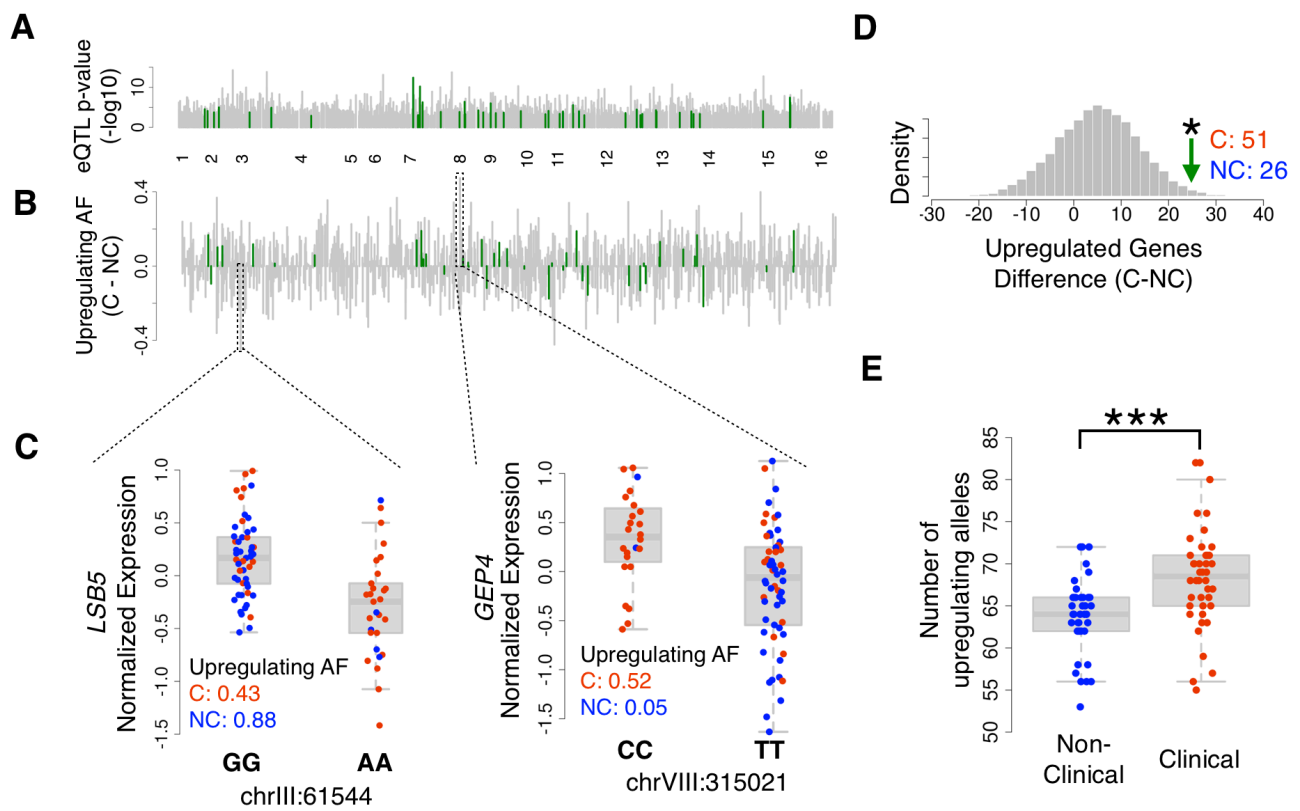 A
eQTL p-value
(-log10)
0 10
1 2 3 4 5 6 7 8 9 10 11 12 13 14 15 16
B
Upregulating AF
(C - NC)
-0.4 0.0 0.4
C
LSB5
Normalized Expression
-1.5 -1.0 -0.5 0.0 0.5 1.0
Upregulating AF
C: 0.43
NC: 0.88
GG AA
chrIII:61544
GEP4
Normalized Expression
-1.5 -1.0 -0.5 0.0 0.5 1.0
Upregulating AF
C: 0.52
NC: 0.05
CC TT
chrVIII:315021
D
Density
*
C: 51
NC: 26
-30 -20 -10 0 10 20 30 40
Upregulated Genes
Difference (C-NC)
E
Number of
upregulating alleles
50 55 60 65 70 75 80 85
***
Non-
Clinical
Clinical